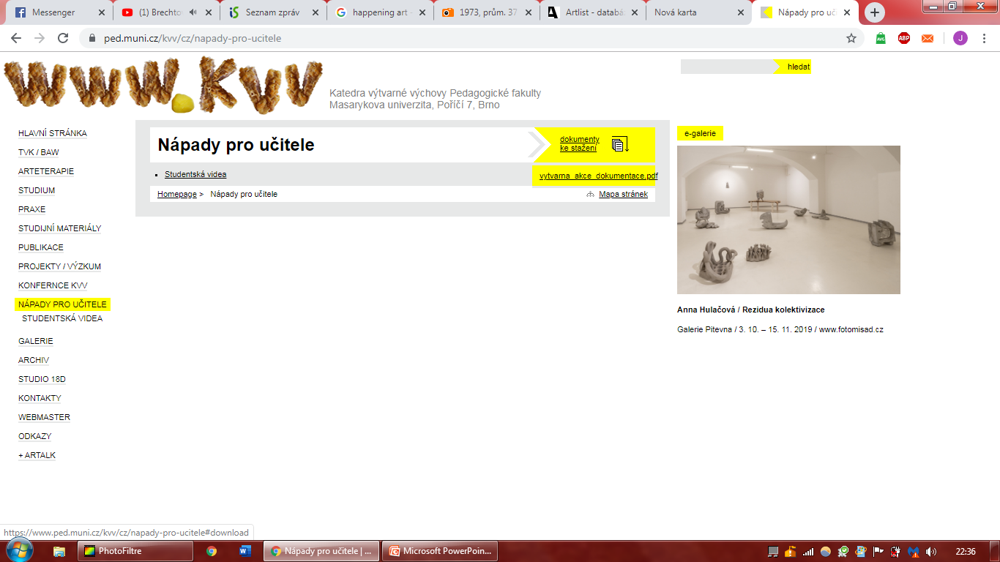 Messenger
(1) Brechto
Seznam zpráv
happening art -
1973, prům. 37
Artlist - databá
Nová karta
Nápady pro uč
ped.muni.cz/kvv/cz/napady-pro-ucitele
AVG
ABP
J
www.kvv
Katedra výtvarné výchovy Pedagogické fakulty
Masarykova univerzita, Poříčí 7, Brno
hledat
HLAVNÍ STRÁNKA
TVK / BAW
ARTETERAPIE
STUDIUM
PRAXE
STUDIJNÍ MATERIÁLY
PUBLIKACE
PROJEKTY / VÝZKUM
KONFERNCE KVV
NÁPADY PRO UČITELE
STUDENTSKÁ VIDEA
GALERIE
ARCHIV
STUDIO 18D
KONTAKTY
WEBMASTER
ODKAZY
+ ARTALK
Nápady pro učitele
dokumenty
ke stažení
Studentská videa
vytvarna_akce_dokumentace.pdf
Homepage > Nápady pro učitele
Mapa stránek
e-galerie
Anna Hulačová / Rezidua kolektivizace
Galerie Pitevna / 3. 10. – 15. 11. 2019 / www.fotomisad.cz
https://www.ped.muni.cz/kvv/cz/napady-pro-ucitele#download
PhotoFiltre
Nápady pro učitele | ...
Microsoft PowerPoin...
22:36